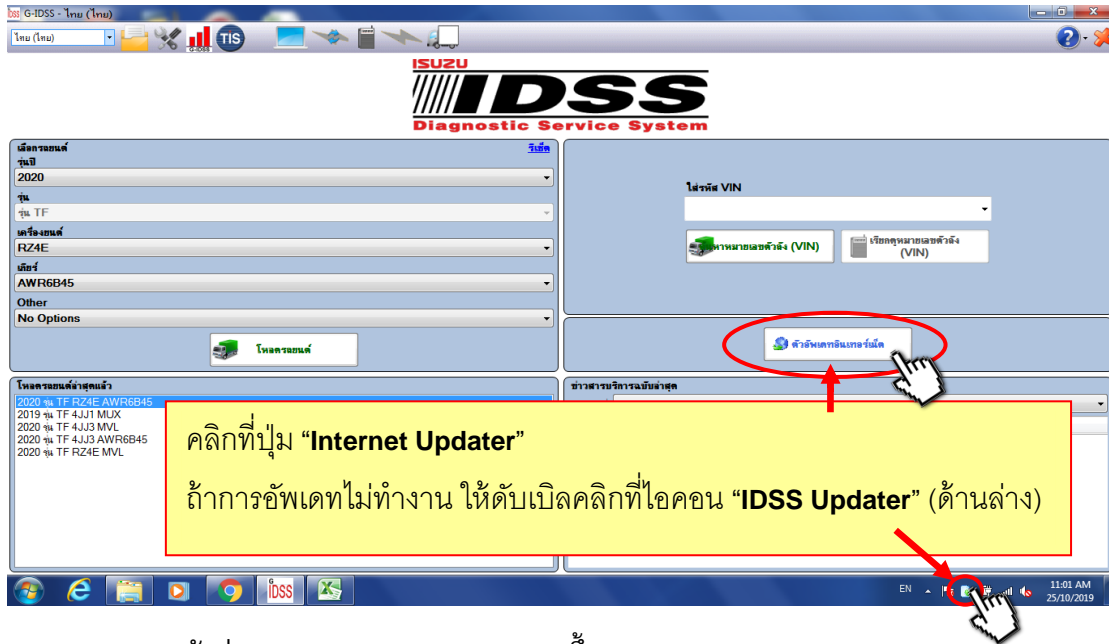 G-IDSS - ไทย (ไทย)
ไทย (ไทย)
G-IDSS
TIS
ISUZU
IDSS
Diagnostic Service System
เลือกรถยนต์
รีเซ็ต
รุ่นปี
2020
รุ่น
รุ่น TF
เครื่องยนต์
RZ4E
เกียร์
AWR6B45
Other
No Options
โหลดรถยนต์
ใส่รหัส VIN
หาหมายเลขตัวถัง (VIN)
เรียกดูหมายเลขตัวถัง
(VIN)
ตัวอัพเดทอินเทอร์เน็ต
โหลดรถยนต์ล่าสุดแล้ว
2020 รุ่น TF RZ4E AWR6B45
2019 รุ่น TF 4JJ1 MUX
2020 รุ่น TF 4JJ3 MVL
2020 รุ่น TF 4JJ3 AWR6B45
2020 รุ่น TF RZ4E MVL
ข่าวสารบริการฉบับล่าสุด
คลิกที่ปุ่ม “Internet Updater”
ถ้าการอัพเดทไม่ทำงาน ให้ดับเบิลคลิกที่ไอคอน “IDSS Updater” (ด้านล่าง)
G
IDSS
EN
11:01 AM
25/10/2019